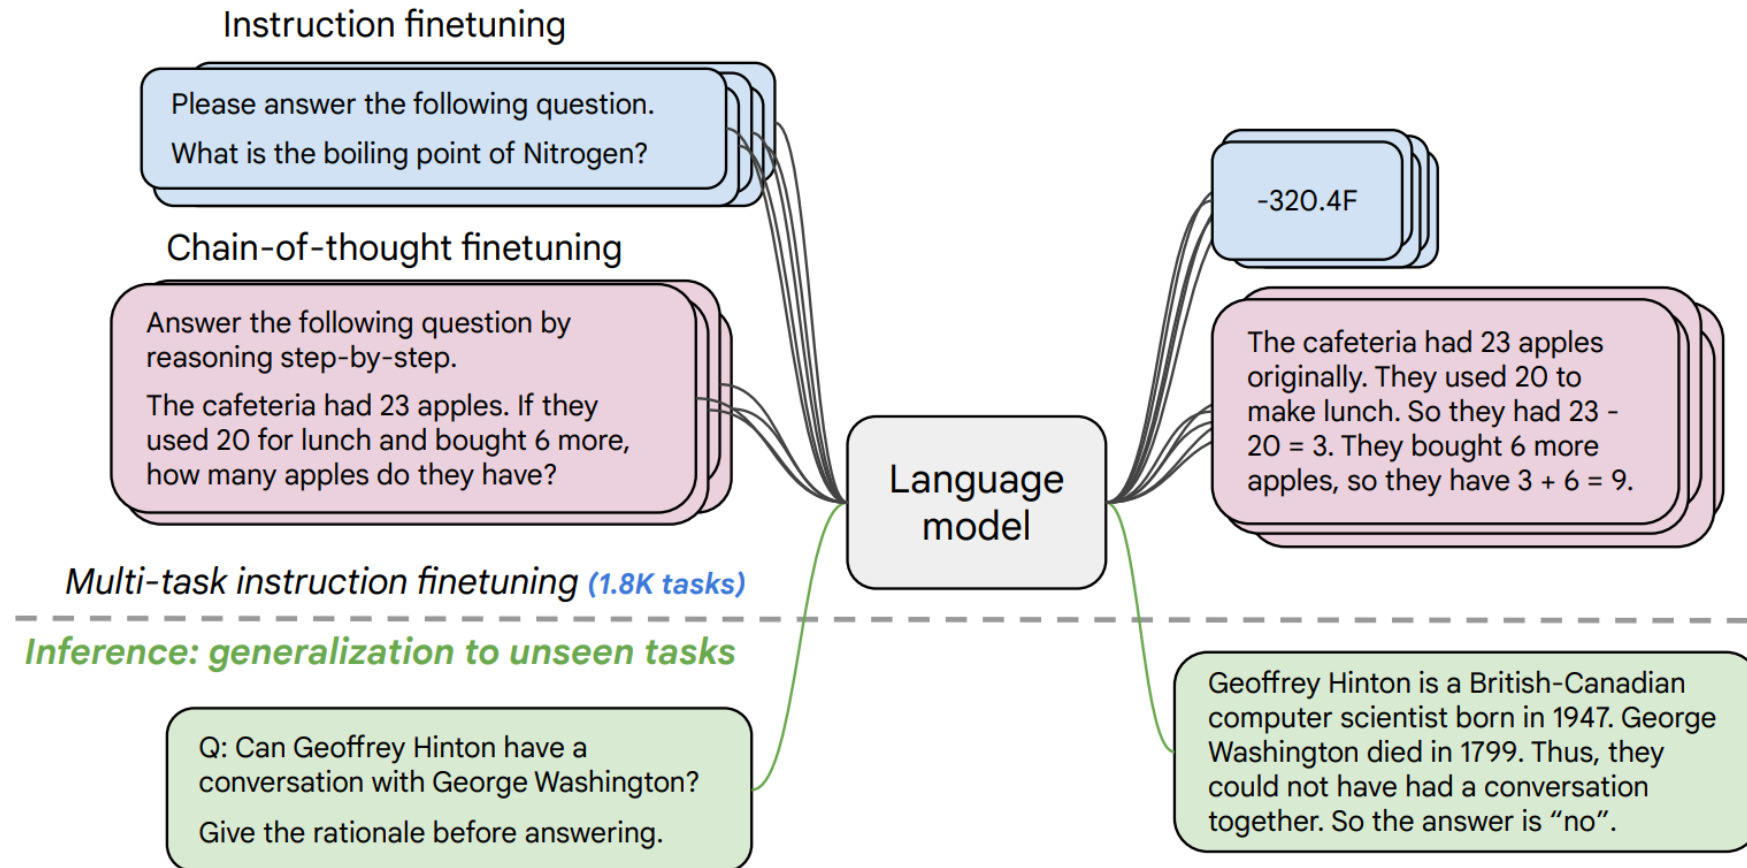 Instruction finetuning
Please answer the following question.
What is the boiling point of Nitrogen?
-320.4F
Chain-of-thought finetuning
Answer the following question by
reasoning step-by-step.
The cafeteria had 23 apples. If they
used 20 for lunch and bought 6 more,
how many apples do they have?
The cafeteria had 23 apples
originally. They used 20 to
make lunch. So they had 23 -
20 = 3. They bought 6 more
apples, so they have 3 + 6 = 9.
Language
model
Multi-task instruction finetuning (1.8K tasks)
Inference: generalization to unseen tasks
Q: Can Geoffrey Hinton have a
conversation with George Washington?
Give the rationale before answering.
Geoffrey Hinton is a British-Canadian
computer scientist born in 1947. George
Washington died in 1799. Thus, they
could not have had a conversation
together. So the answer is “no”.